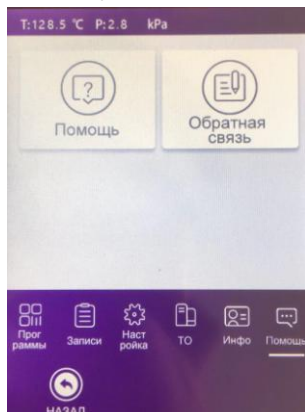 T:128.5 ℃ P:2.8 kPa
Помощь
Обратная
связь
Прог
раммы
Записи
Наст
ройка
ТО
Инфо
Помощь
НАЗАД